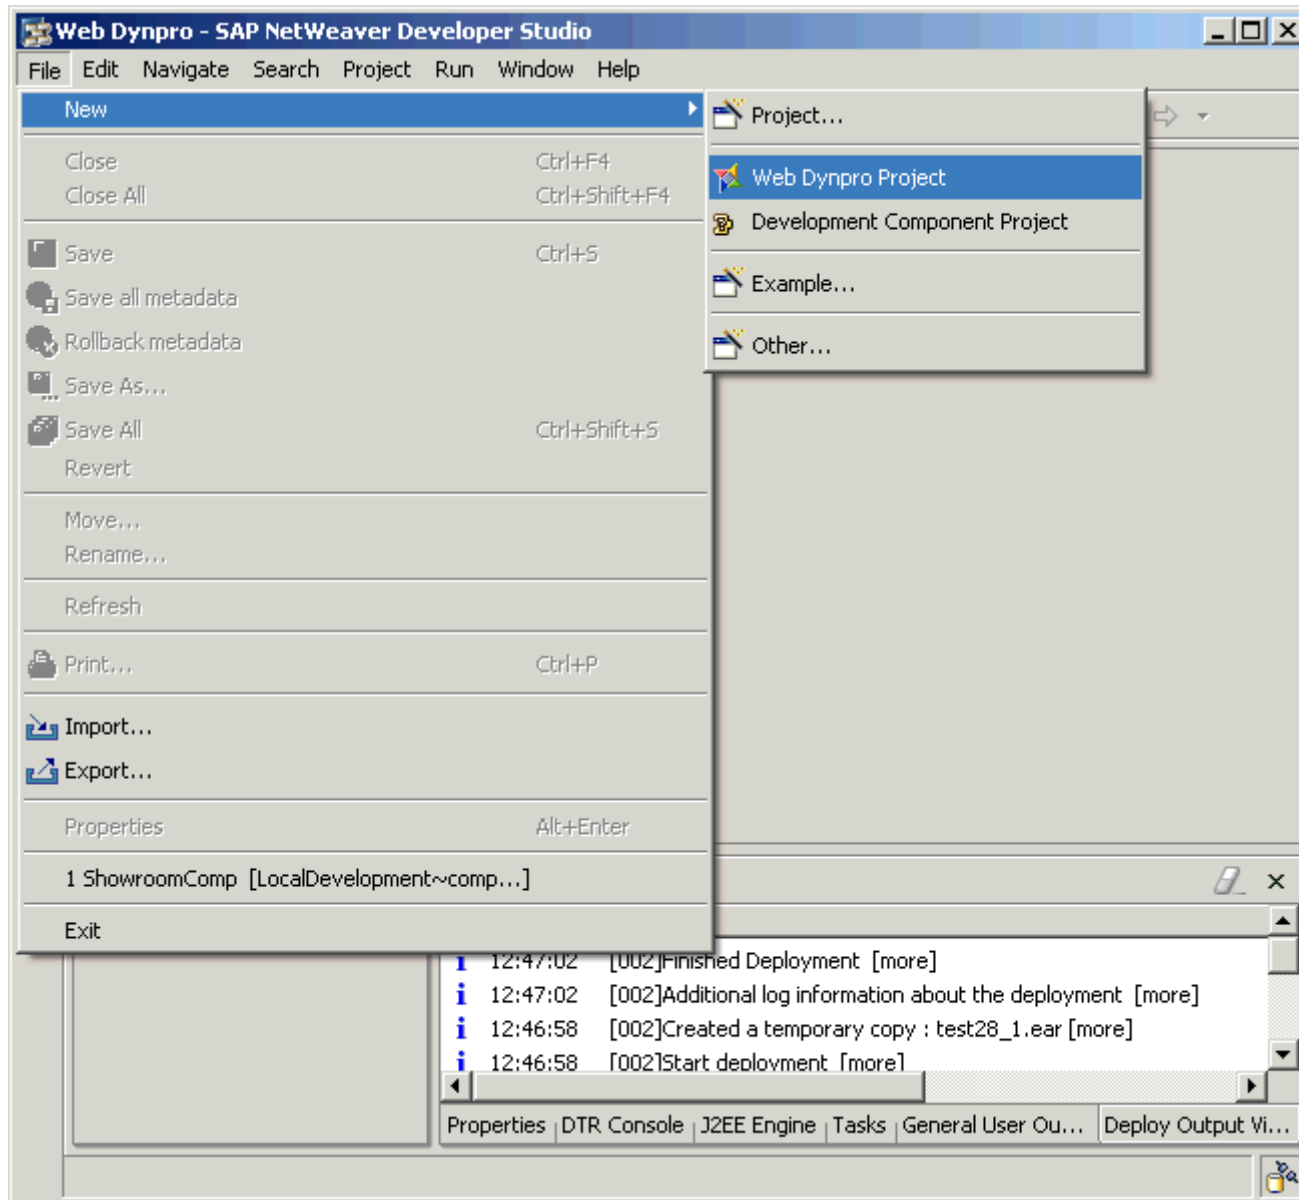 Web Dynpro - SAP NetWeaver Developer Studio
File Edit Navigate Search Project Run Window Help
New
Close Ctrl+F4
Close All Ctrl+Shift+F4
Save Ctrl+S
Save all metadata
Rollback metadata
Save As...
Save All Ctrl+Shift+S
Revert
Move...
Rename...
Refresh
Print... Ctrl+P
Import...
Export...
Properties Alt+Enter
1 ShowroomComp [LocalDevelopment~comp...]
Exit
Project...
Web Dynpro Project
Development Component Project
Example...
Other...
12:47:02 [002]Finished Deployment [more]
12:47:02 [002]Additional log information about the deployment [more]
12:46:58 [002]Created a temporary copy : test28_1.ear [more]
12:46:58 [002]Start deployment [more]
Properties DTR Console J2EE Engine Tasks General User Ou... Deploy Output Vi...